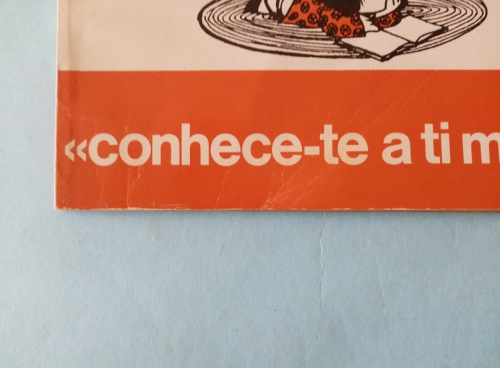 «conhece-te a ti m